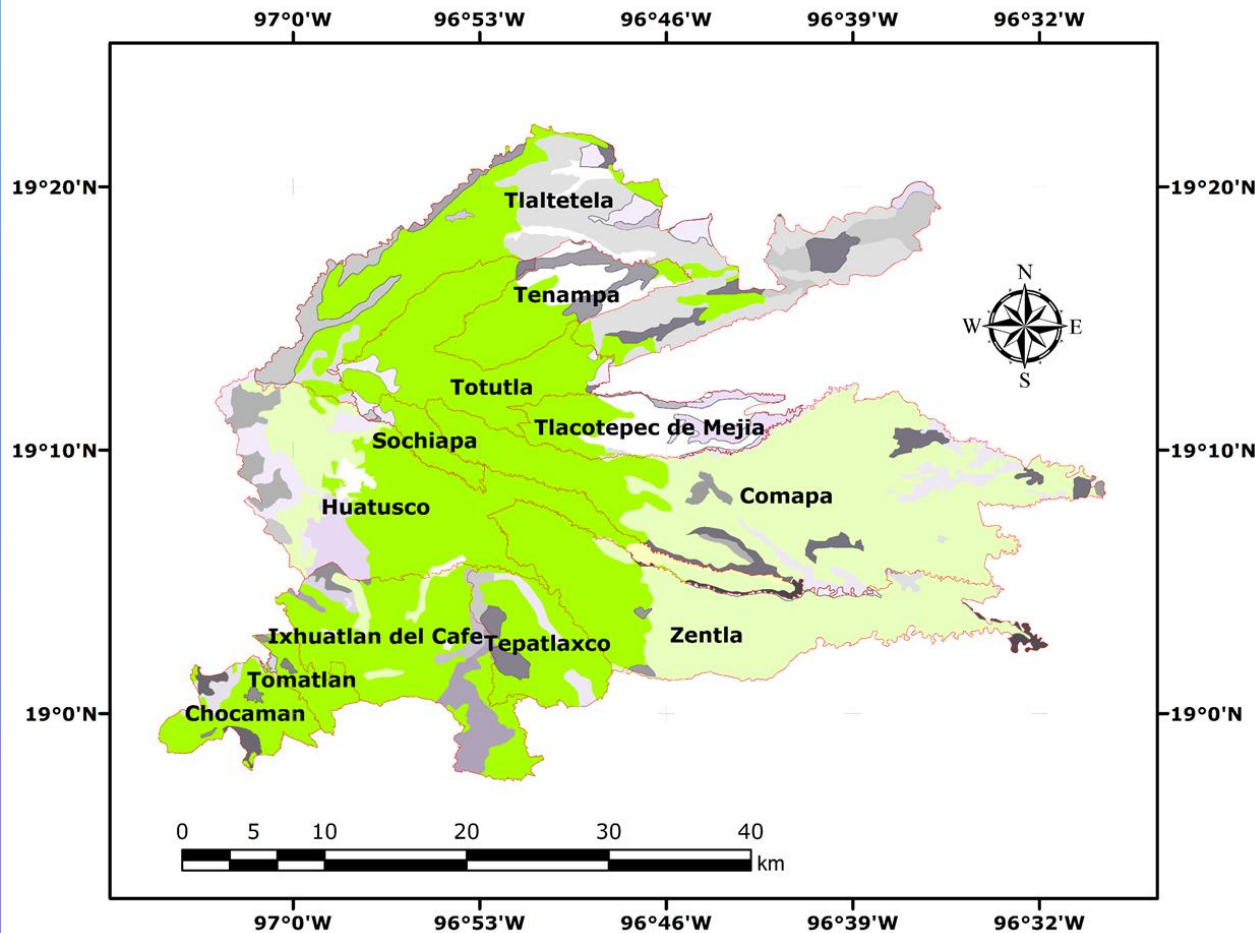 97°0'W 96°53'W 96°46'W 96°39'W 96°32'W
19°20'N 19°20'N
Tlaltetela
N
Tenampa
W E
S
Totutla
Tlacotepec de Mejia
Sochiapa
19°10'N 19°10'N
Comapa
Huatusco
Ixhuatlan del Cafe Tepatlaxco Zentla
Tomatlan
Chocaman
19°0'N 19°0'N
0 5 10 20 30 40
km
97°0'W 96°53'W 96°46'W 96°39'W 96°32'W